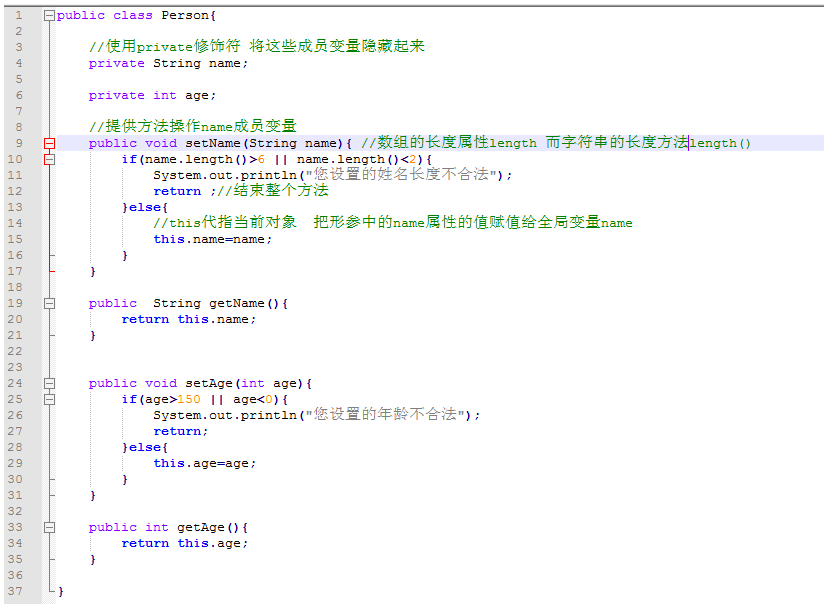 1 public class Person{
2
3 //使用private修饰符 将这些成员变量隐藏起来
4 private String name;
5
6 private int age;
7
8 //提供方法操作name成员变量
9 public void setName(String name){ //数组的长度属性length 而字符串的长度方法length()
10 if(name.length()>6 || name.length()<2){
11 System.out.println("您设置的姓名长度不合法");
12 return ;//结束整个方法
13 }else{
14 //this代指当前对象 把形参中的name属性的值赋值给全局变量name
15 this.name=name;
16 }
17 }
18
19 public String getName(){
20 return this.name;
21 }
22
23
24 public void setAge(int age){
25 if(age>150 || age<0){
26 System.out.println("您设置的年龄不合法");
27 return;
28 }else{
29 this.age=age;
30 }
31 }
32
33 public int getAge(){
34 return this.age;
35 }
36
37 }